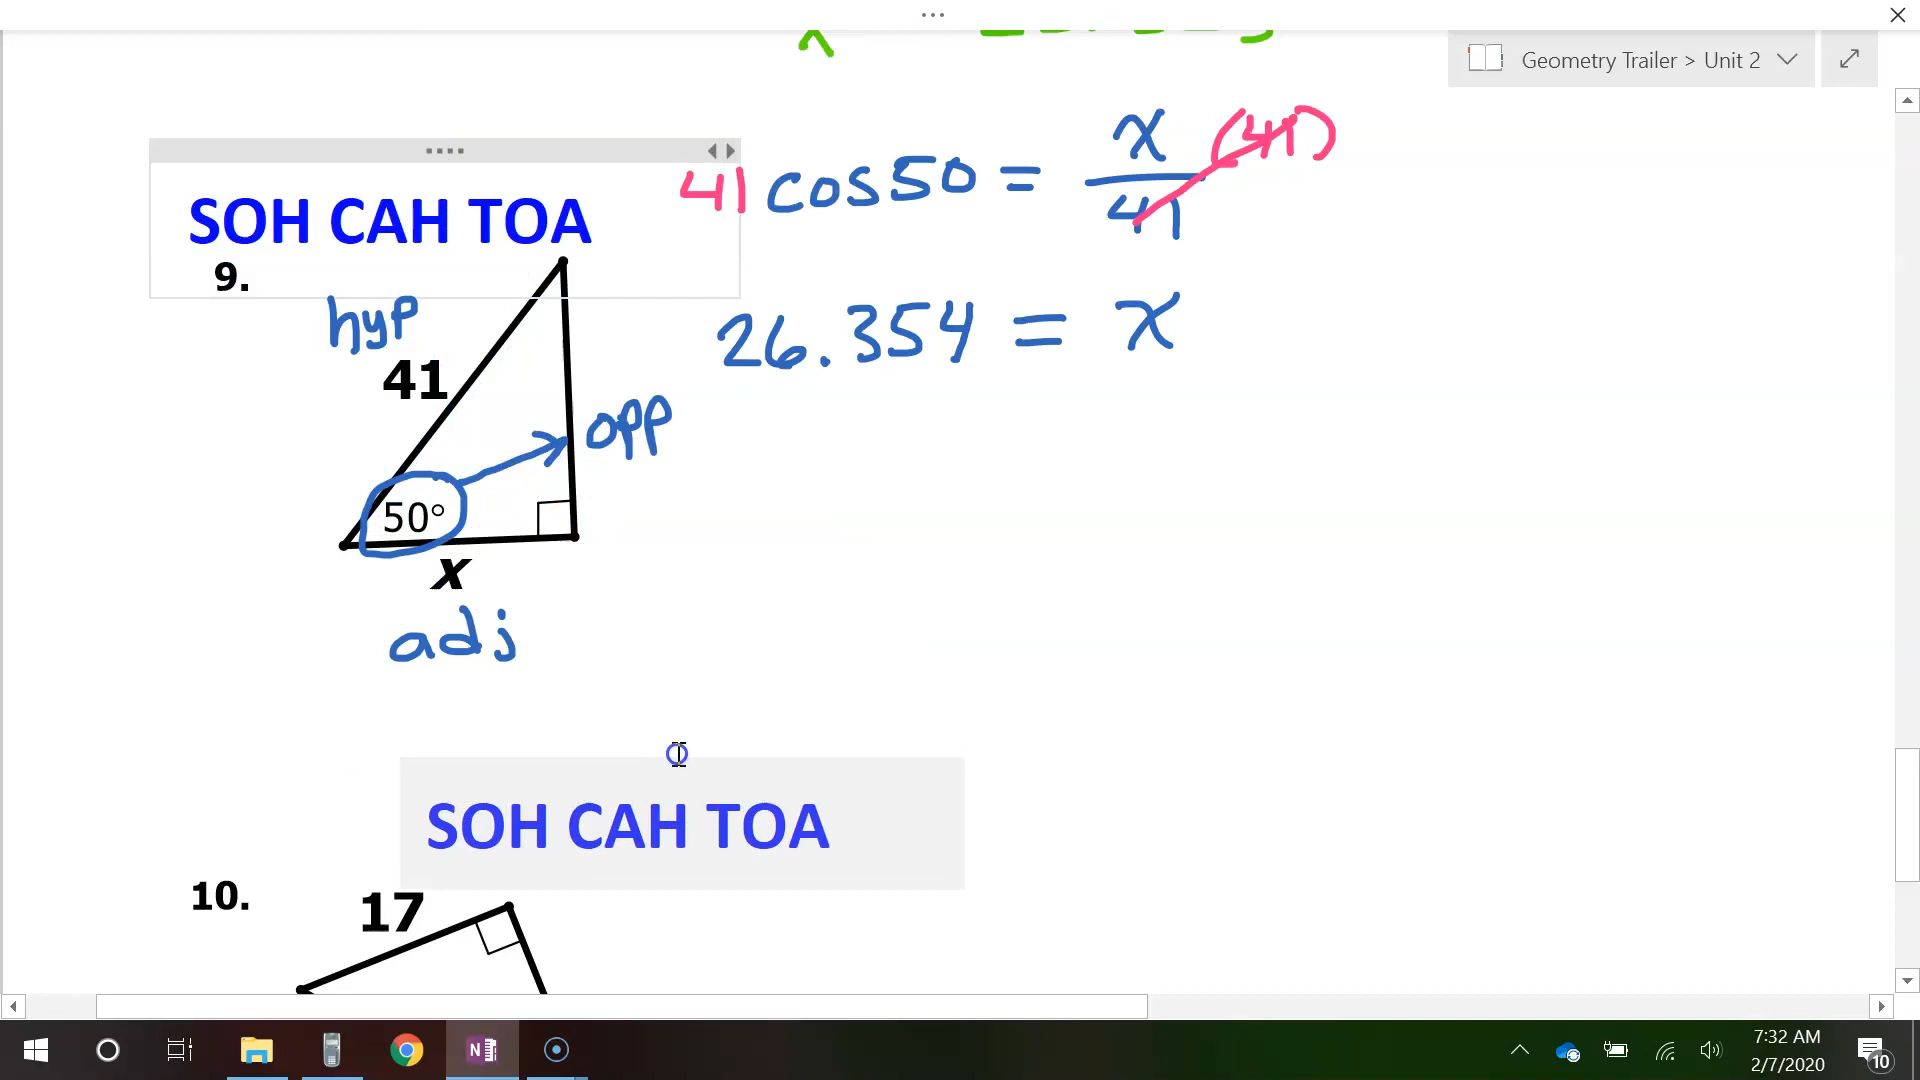 Geometry Trailer > Unit 2
SOH CAH TOA
9.
hyp
41
50°
opp
x
adj
41 cos50 = x/41 (41)
26.354 = x
SOH CAH TOA
10.
17
N
7:32 AM
2/7/2020
10